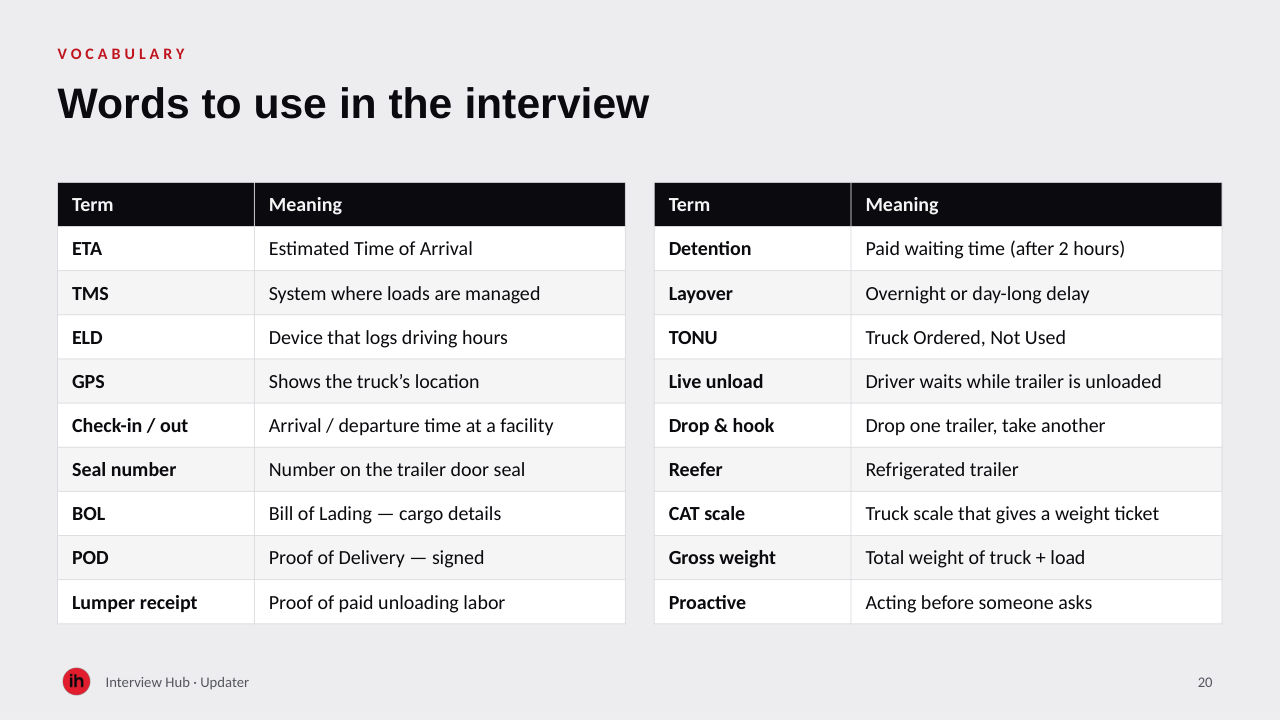 VOCABULARY
Words to use in the interview
Term Meaning
ETA Estimated Time of Arrival
TMS System where loads are managed
ELD Device that logs driving hours
GPS Shows the truck’s location
Check-in / out Arrival / departure time at a facility
Seal number Number on the trailer door seal
BOL Bill of Lading — cargo details
POD Proof of Delivery — signed
Lumper receipt Proof of paid unloading labor
Term Meaning
Detention Paid waiting time (after 2 hours)
Layover Overnight or day-long delay
TONU Truck Ordered, Not Used
Live unload Driver waits while trailer is unloaded
Drop & hook Drop one trailer, take another
Reefer Refrigerated trailer
CAT scale Truck scale that gives a weight ticket
Gross weight Total weight of truck + load
Proactive Acting before someone asks
ih Interview Hub · Updater
20